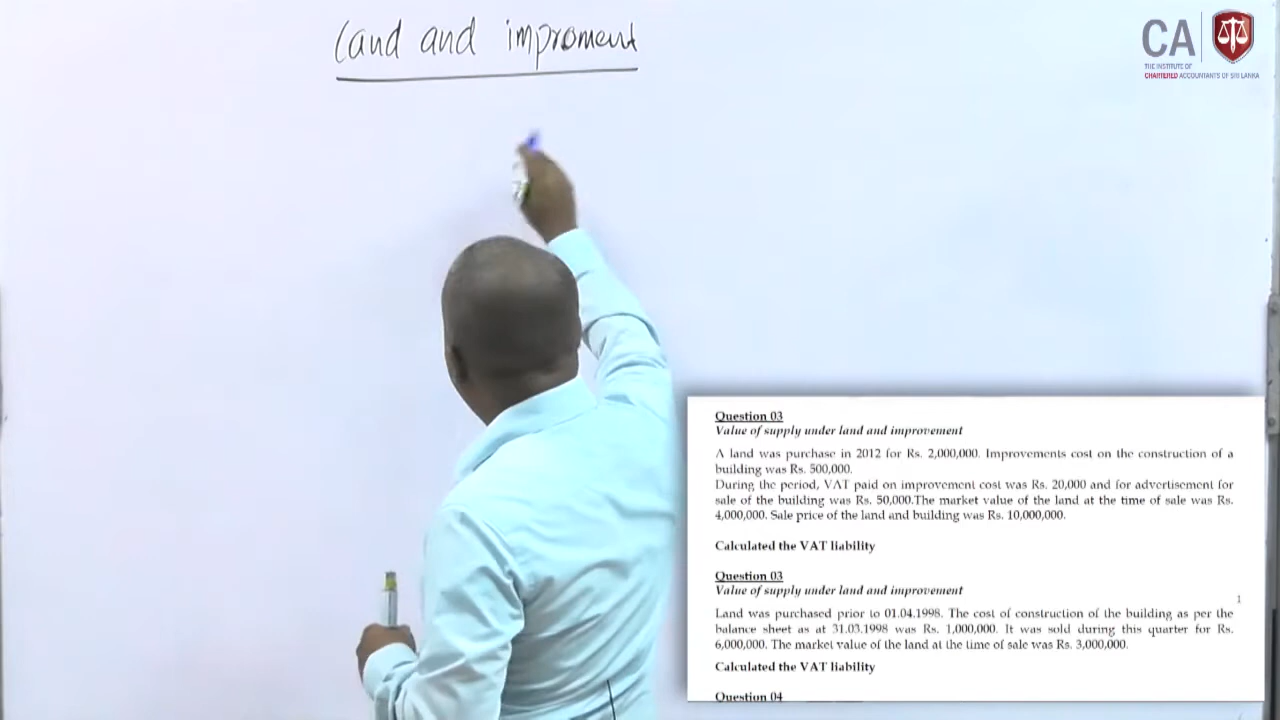 Land and improment
CA
THE INSTITUTE OF
CHARTERED ACCOUNTANTS OF SRI LANKA
Question 03
Value of supply under land and improvement
A land was purchase in 2012 for Rs. 2,000,000. Improvements cost on the construction of a
building was Rs. 500,000.
During the period, VAT paid on improvement cost was Rs. 20,000 and for advertisement for
sale of the building was Rs. 50,000.The market value of the land at the time of sale was Rs.
4,000,000. Sale price of the land and building was Rs. 10,000,000.
Calculated the VAT liability
Question 03
Value of supply under land and improvement
1
Land was purchased prior to 01.04.1998. The cost of construction of the building as per the
balance sheet as at 31.03.1998 was Rs. 1,000,000. It was sold during this quarter for Rs.
6,000,000. The market value of the land at the time of sale was Rs. 3,000,000.
Calculated the VAT liability
Question 04